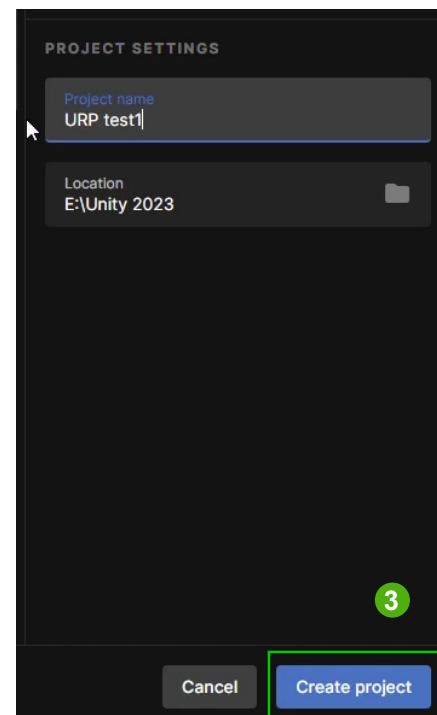 PROJECT SETTINGS
Project name
URP test1
Location
E:\Unity 2023
3
Cancel
Create project